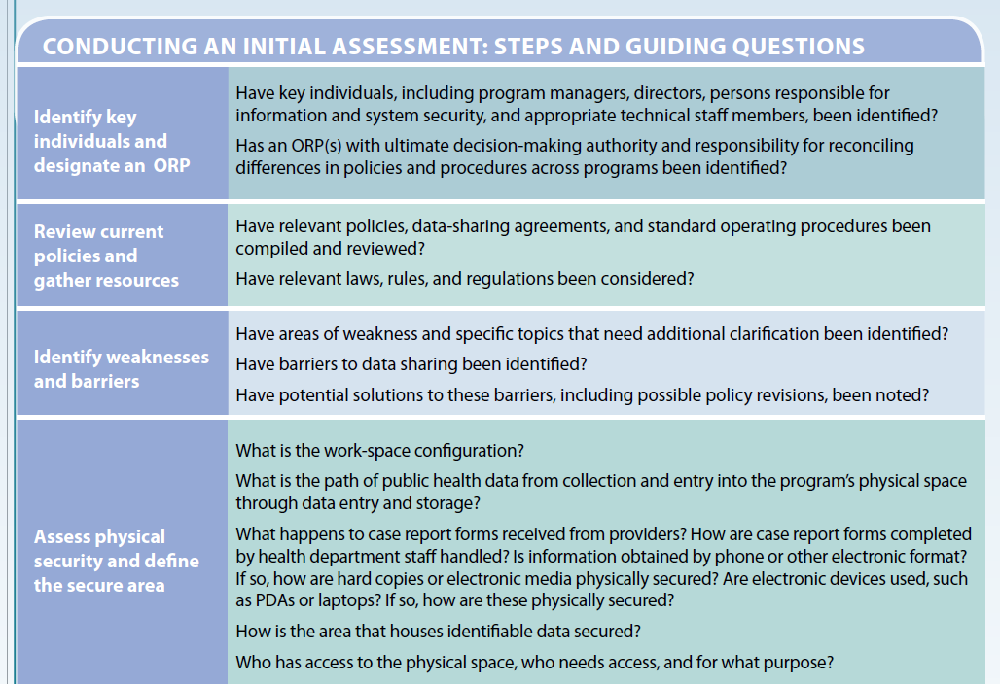 CONDUCTING AN INITIAL ASSESSMENT: STEPS AND GUIDING QUESTIONS
Identify key
individuals and
designate an ORP
Have key individuals, including program managers, directors, persons responsible for
information and system security, and appropriate technical staff members, been identified?
Has an ORP(s) with ultimate decision-making authority and responsibility for reconciling
differences in policies and procedures across programs been identified?
Review current
policies and
gather resources
Have relevant policies, data-sharing agreements, and standard operating procedures been
compiled and reviewed?
Have relevant laws, rules, and regulations been considered?
Identify weaknesses
and barriers
Have areas of weakness and specific topics that need additional clarification been identified?
Have barriers to data sharing been identified?
Have potential solutions to these barriers, including possible policy revisions, been noted?
Assess physical
security and define
the secure area
What is the work-space configuration?
What is the path of public health data from collection and entry into the program's physical space
through data entry and storage?
What happens to case report forms received from providers? How are case report forms completed
by health department staff handled? Is information obtained by phone or other electronic format?
If so, how are hard copies or electronic media physically secured? Are electronic devices used, such
as PDAs or laptops? If so, how are these physically secured?
How is the area that houses identifiable data secured?
Who has access to the physical space, who needs access, and for what purpose?